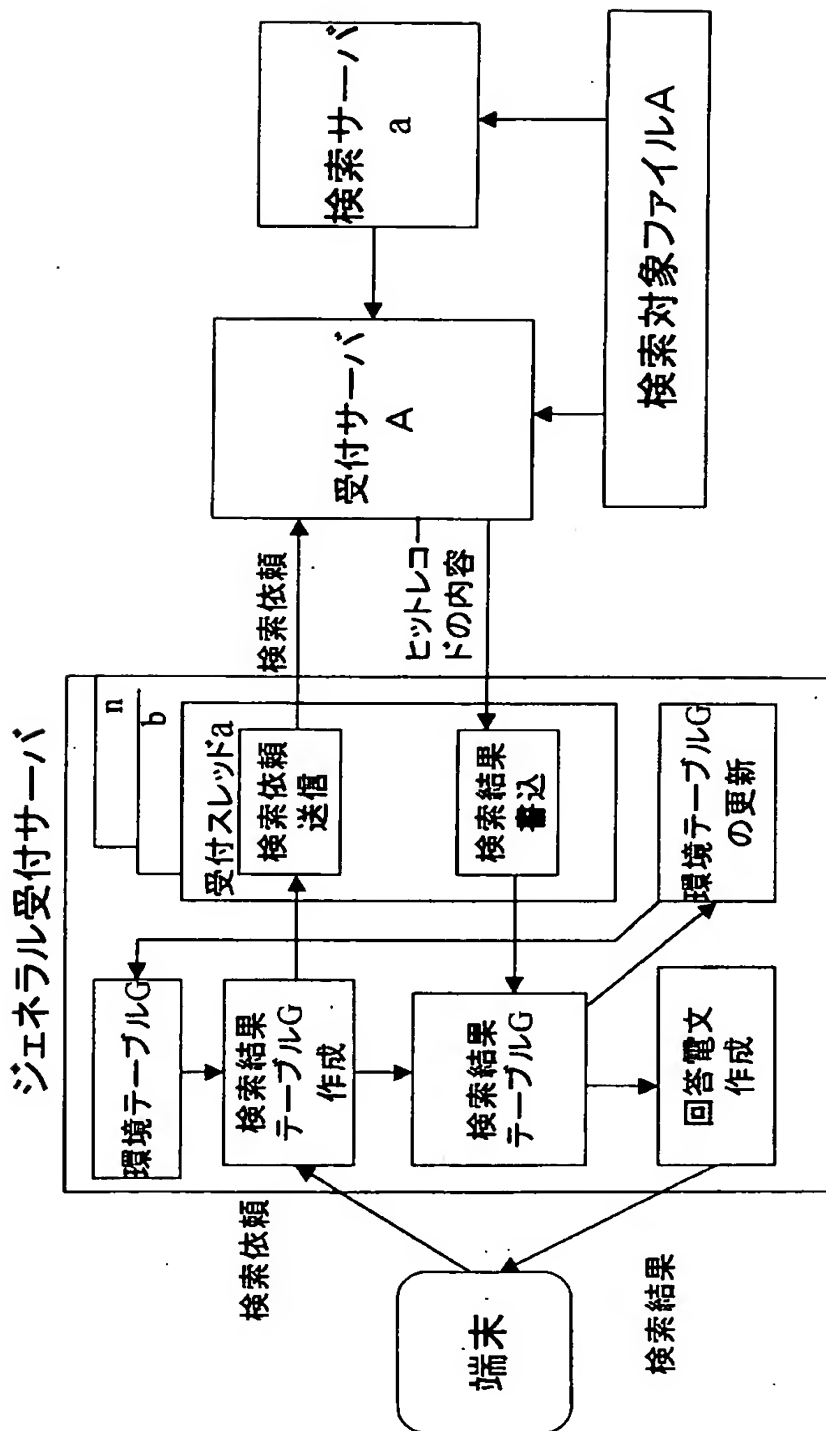 ジェネラル受付サーバ
環境テーブルG
検索結果
テーブルG
作成
検索結果
テーブルG
回答電文
作成
n
b
受付スレッドa
検索依頼
送信
検索結果
書込
環境テーブルG
の更新
端末
検索依頼
検索結果
検索依頼
ヒットレコー
ドの内容
受付サーバ
A
検索サーバ
a
検索対象ファイルA